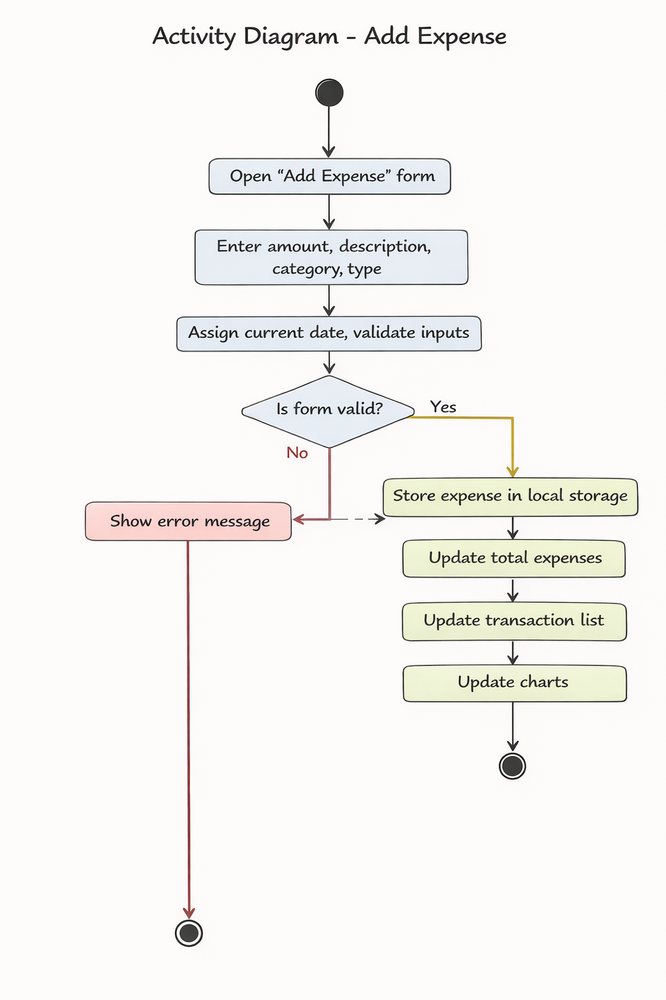 Activity Diagram - Add Expense
Open “Add Expense” form
Enter amount, description,
category, type
Assign current date, validate inputs
Is form valid?
Yes
No
Store expense in local storage
Show error message
Update total expenses
Update transaction list
Update charts